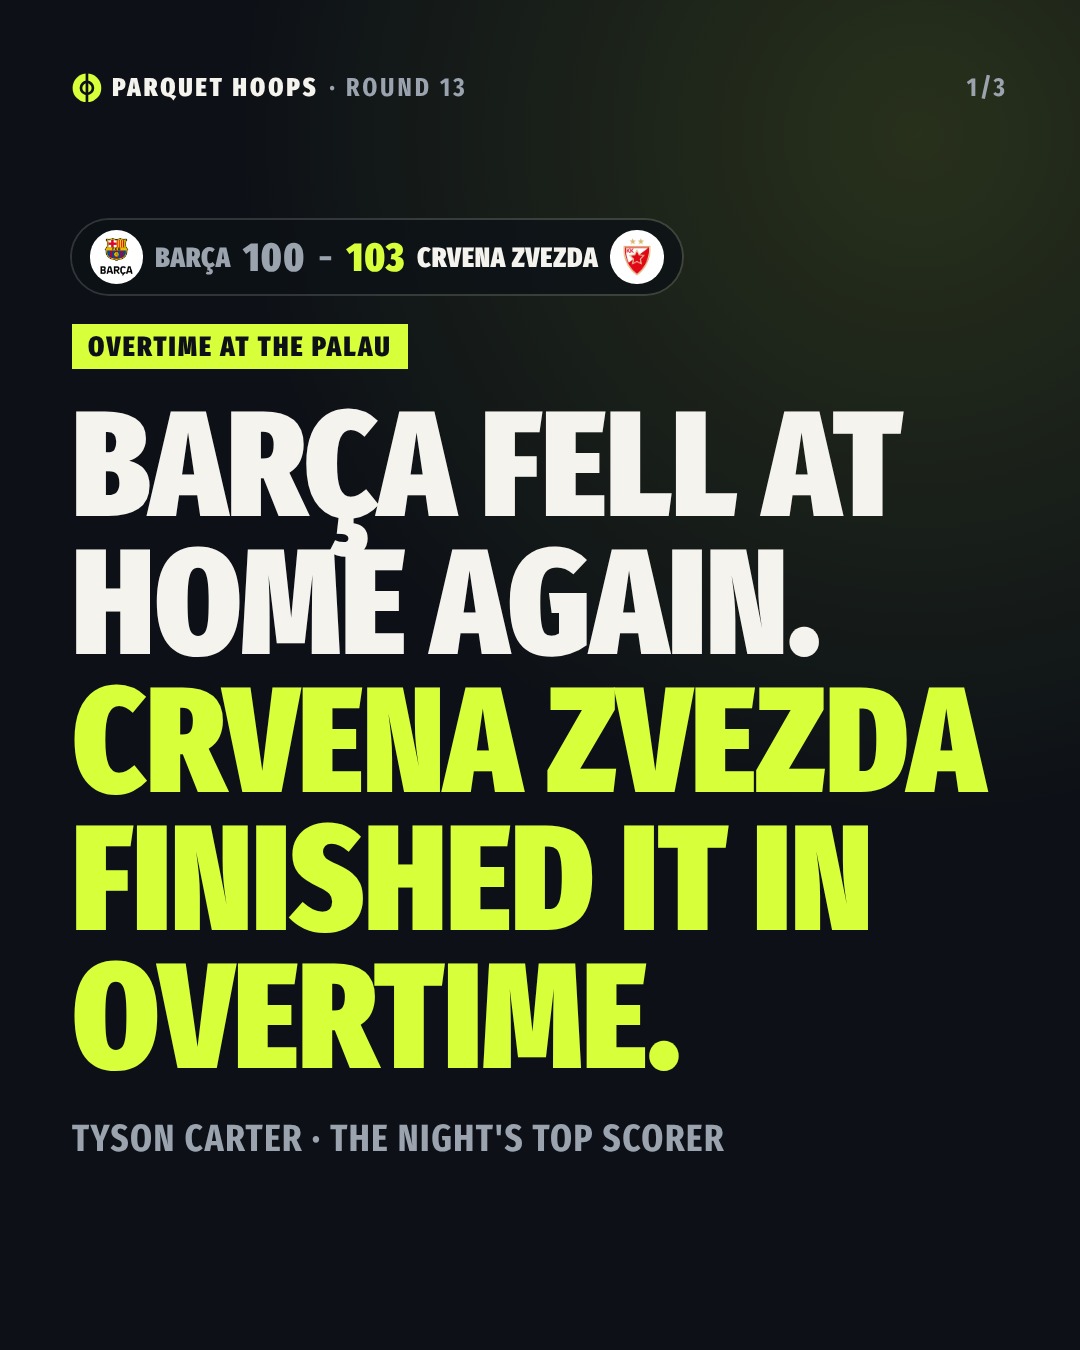 PARQUET HOOPS · ROUND 13
1/3
BARÇA BARÇA 100 - 103 CRVENA ZVEZDA
OVERTIME AT THE PALAU
BARÇA FELL AT
HOME AGAIN.
CRVENA ZVEZDA
FINISHED IT IN
OVERTIME.
TYSON CARTER · THE NIGHT'S TOP SCORER